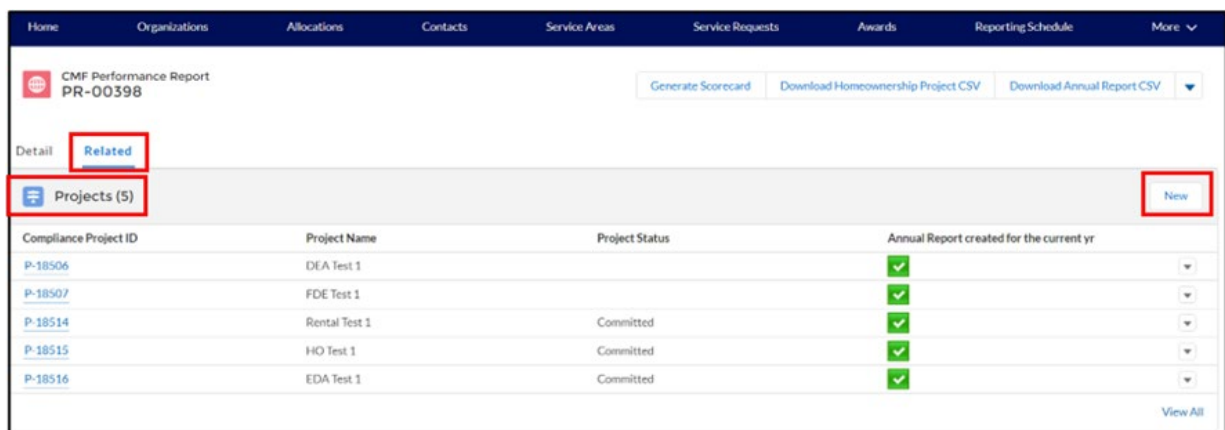 Home Organizations Allocations Contacts Service Areas Service Requests Awards Reporting Schedule More
CMF Performance Report
PR-00398
Generate Scorecard Download Homeownership Project CSV Download Annual Report CSV
Detail Related
Projects (5) New
Compliance Project ID Project Name Project Status Annual Report created for the current yr
P-18506 DEA Test 1
P-18507 FDE Test 1
P-18514 Rental Test 1 Committed
P-18515 HO Test 1 Committed
P-18516 EDA Test 1 Committed
View All